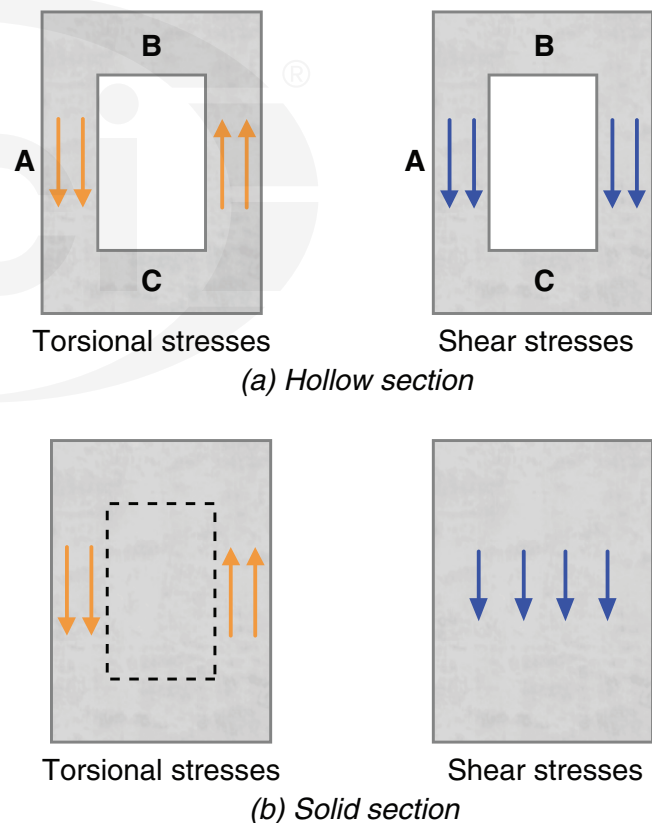 B B
®
A A
C C
Torsional stresses Shear stresses
(a) Hollow section
Torsional stresses Shear stresses
(b) Solid section